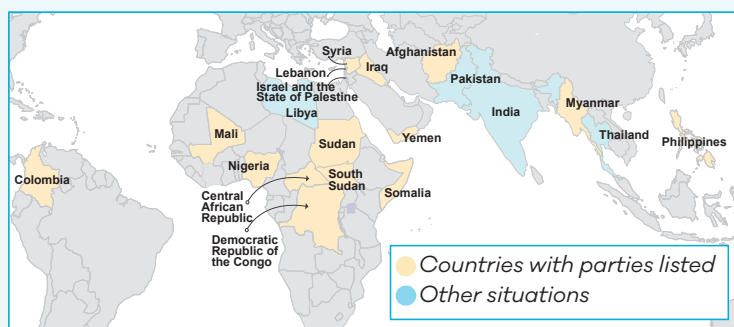 Syria
Afghanistan
Lebanon
Iraq
Israel and the
State of Palestine
Pakistan
Libya
India
Myanmar
Mali
Yemen
Thailand
Sudan
Philippines
Nigeria
South
Sudan
Colombia
Central
African
Republic
Somalia
Democratic
Republic of
the Congo
Countries with parties listed
Other situations